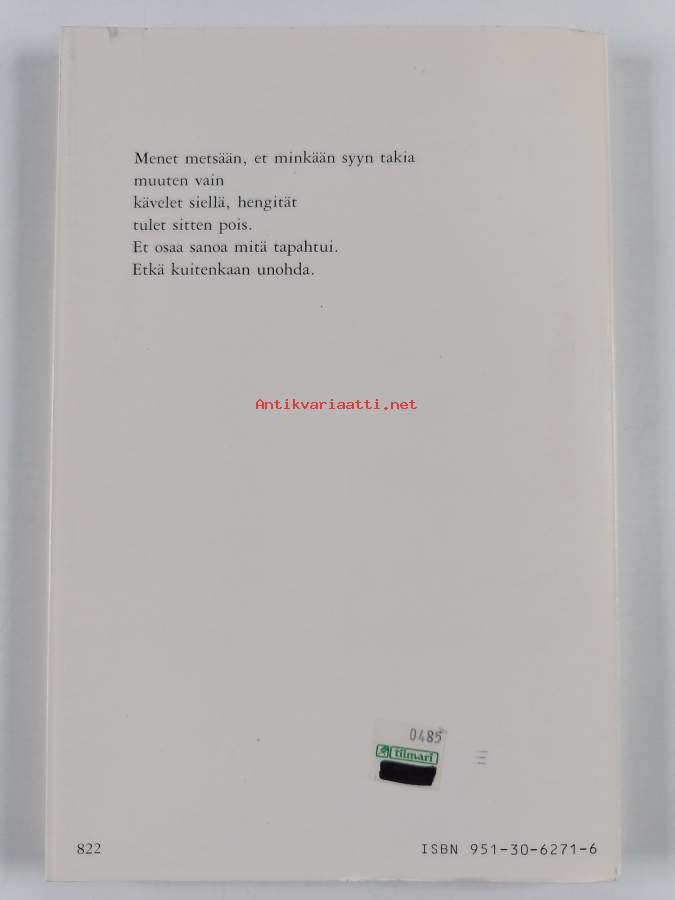 Menet metsään, et minkään syyn takia
muuten vain
kävelet siellä, hengität
tulet sitten pois.
Et osaa sanoa mitä tapahtui.
Etkä kuitenkaan unohda.
Antikvariaatti.net
0485
tilmari
822
ISBN 951-30-6271-6